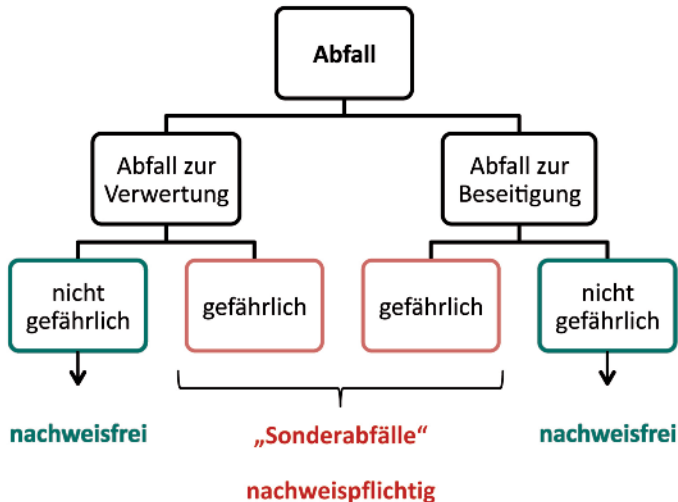 Abfall
Abfall zur
Verwertung
Abfall zur
Beseitigung
nicht
gefährlich
gefährlich
gefährlich
nicht
gefährlich
nachweisfrei
„Sonderabfälle“
nachweisfrei
nachweispflichtig